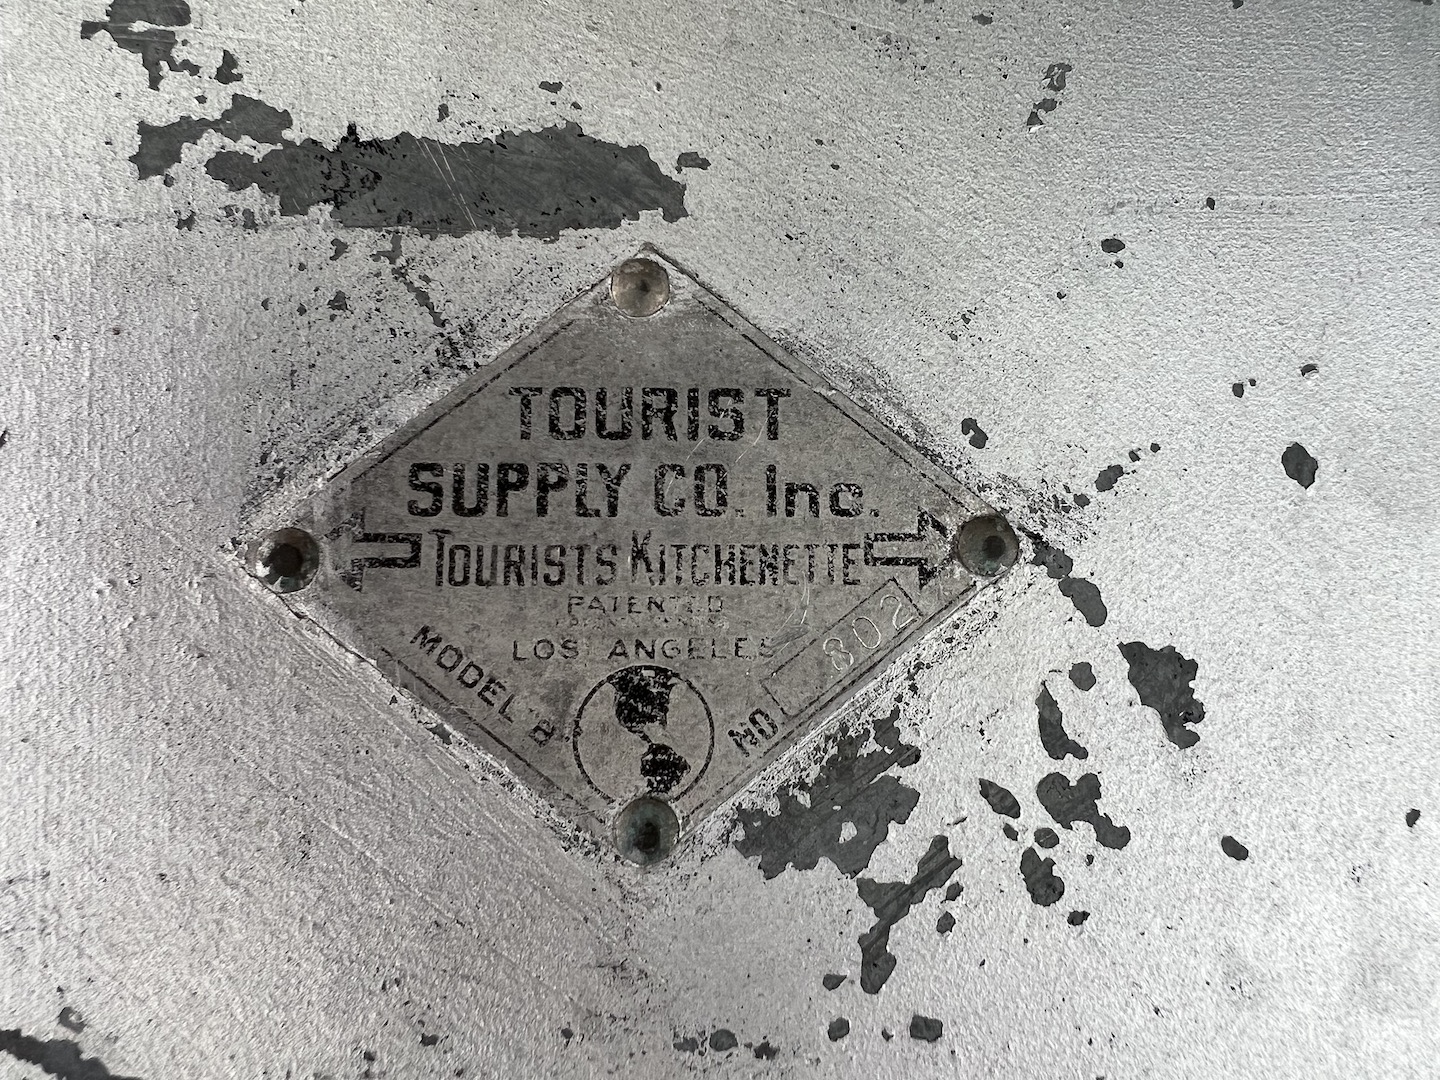 TOURIST
SUPPLY CO. Inc.
TOURISTS KITCHENETTE
PATENTED
LOS ANGELES
MODEL "B"
NO 802